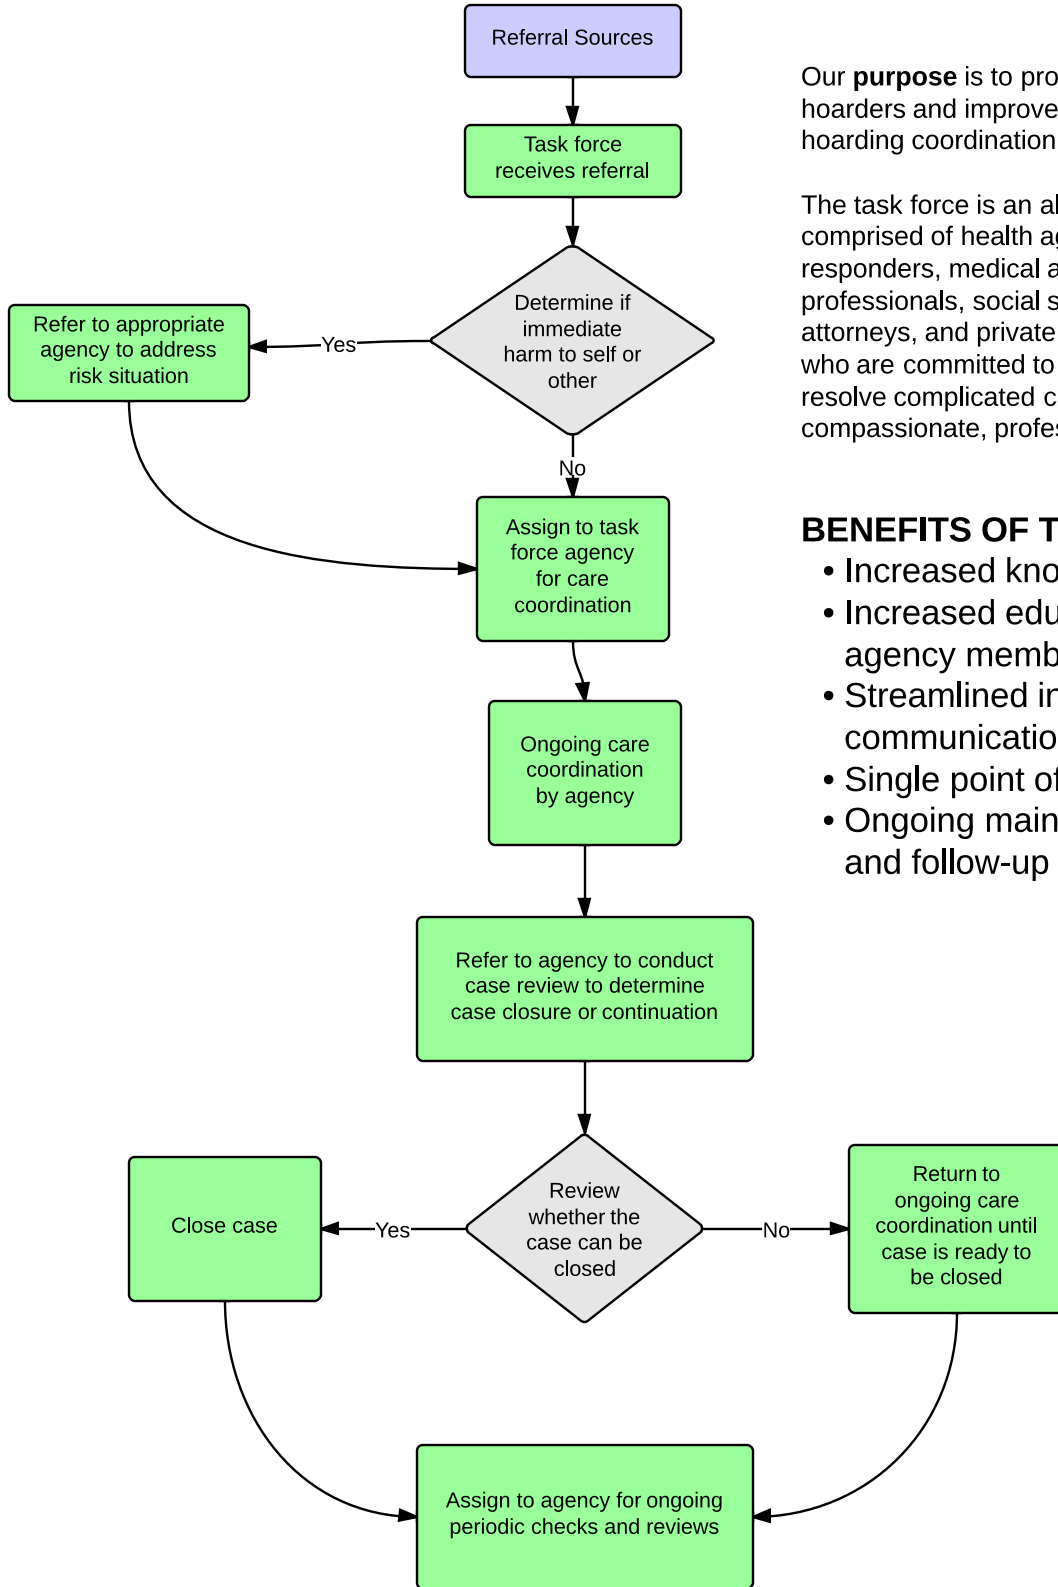 Referral Sources
Task force
receives referral
Determine if
immediate
harm to self or
other
Yes
Refer to appropriate
agency to address
risk situation
No
Assign to task
force agency
for care
coordination
Ongoing care
coordination
by agency
Refer to agency to conduct
case review to determine
case closure or continuation
Review
whether the
case can be
closed
Yes
Close case
No
Return to
ongoing care
coordination until
case is ready to
be closed
Assign to agency for ongoing
periodic checks and reviews
Our purpose is to pro
hoarders and improve
hoarding coordination
The task force is an al
comprised of health ag
responders, medical a
professionals, social s
attorneys, and private
who are committed to
resolve complicated c
compassionate, profes
BENEFITS OF T
• Increased kno
• Increased edu
agency memb
• Streamlined in
communicatio
• Single point of
• Ongoing main
and follow-up